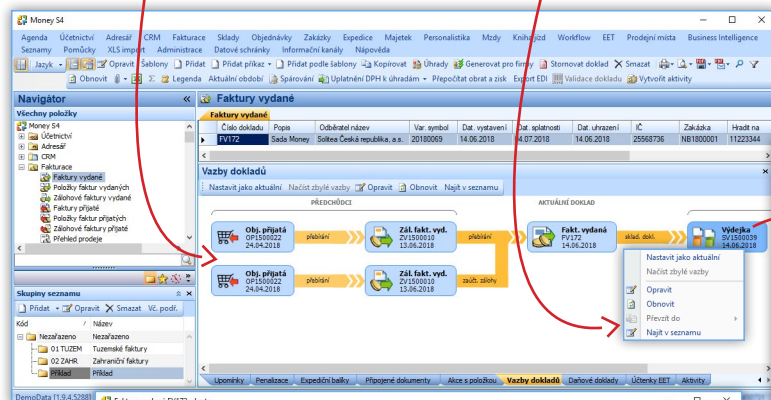 Money S4
Agenda Účetnictví Adresář CRM Fakturace Sklady Objednávky Zakázky Expedice Majetek Personalistika Mzdy Kniha jízd Workflow EET Prodejní místa Business Intelligence
Seznamy Pomůcky XLS import Administrace Datové schránky Informační kanály Nápověda
Jazyk Opravit Šablony Přidat Přidat příkaz Přidat podle šablony Kopírovat Úhrady Generovat pro firmy Stornovat doklad Smazat
Obnovit Legenda Aktuální období Spárování Uplatnění DPH k úhradám Přepočítat obrat a zisk Export EDI Validace dokladu Vytvořit aktivity
Navigátor
Všechny položky
Money S4
Účetnictví
Adresář
CRM
Fakturace
Faktury vydané
Položky faktur vydaných
Zálohové faktury vydané
Faktury přijaté
Položky faktur přijatých
Zálohové faktury přijaté
Přehled prodeje
Skupiny seznamu
Přidat Opravit Smazat Vč. podř.
Kód / Název
Nezařazeno Nezařazeno
01 TUZEM Tuzemské faktury
02 ZAHR Zahraniční faktury
Příklad Příklad
Faktury vydané
Faktury vydané
Číslo dokladu Popis Odběratel název Var. symbol Dat. vystavení Dat. splatnosti Dat. uhrazení IČ Zakázka Hradit na
FV172 Sada Money Solitea Česká republika, a.s. 20180069 14.06.2018 04.07.2018 14.06.2018 25568736 NB1800001 11223344
Vazby dokladů
Nastavit jako aktuální Načíst zbylé vazby Opravit Obnovit Najít v seznamu
PŘEDCHŮDCI AKTUÁLNÍ DOKLAD
Obj. přijatá
OP1500022
24.04.2018
přebírání
Zál. fakt. vyd.
ZV1500010
13.06.2018
přebírání
Fakt. vydaná
FV172
14.06.2018
sklad. dokl.
Výdejka
SV1500039
14.06.2018
Obj. přijatá
OP1500022
24.04.2018
přebírání
Zál. fakt. vyd.
ZV1500010
13.06.2018
zaúčt. zálohy
Nastavit jako aktuální
Načíst zbylé vazby
Opravit
Obnovit
Převzít do
Najít v seznamu
Upomínky Penalizace Expediční balíky Připojené dokumenty Akce s položkou Vazby dokladů Daňové doklady Účtenky EET Aktivity
DemoData [1.9.4.5288]